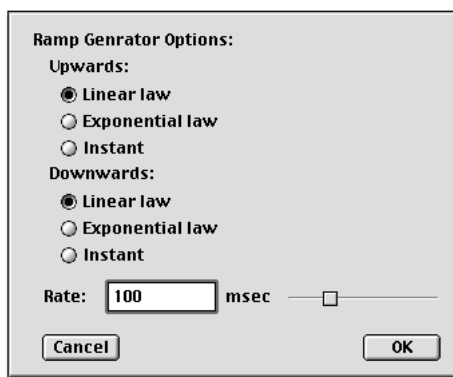 Ramp Genrator Options:
Upwards:
Linear law
Exponential law
Instant
Downwards:
Linear law
Exponential law
Instant
Rate: 100 msec
Cancel OK